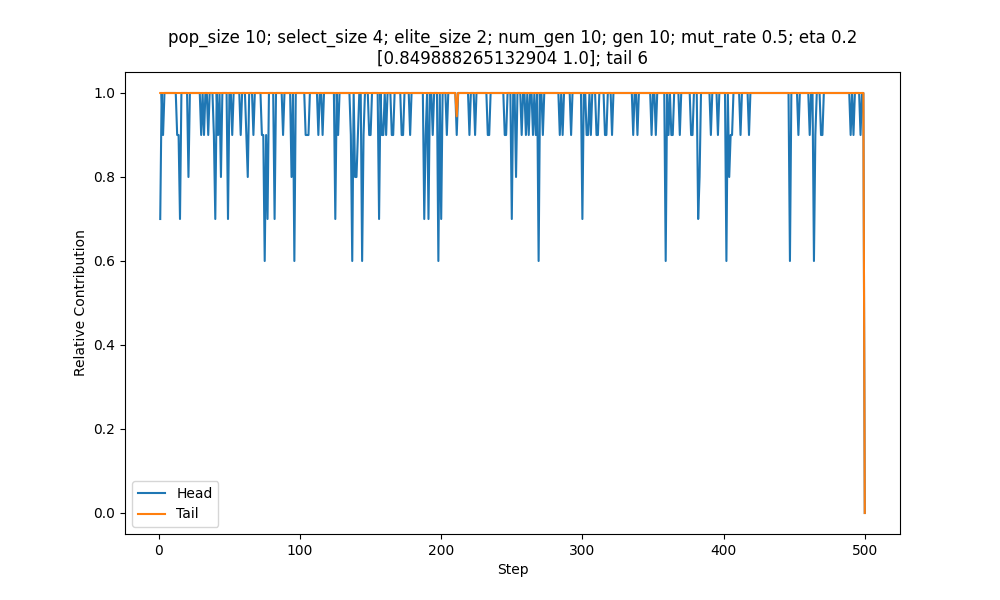 pop_size 10; select_size 4; elite_size 2; num_gen 10; gen 10; mut_rate 0.5; eta 0.2
[0.849888265132904 1.0]; tail 6
1.0
0.8
0.6
0.4
0.2
0.0
Relative Contribution
Head
Tail
0
100
200
300
400
500
Step